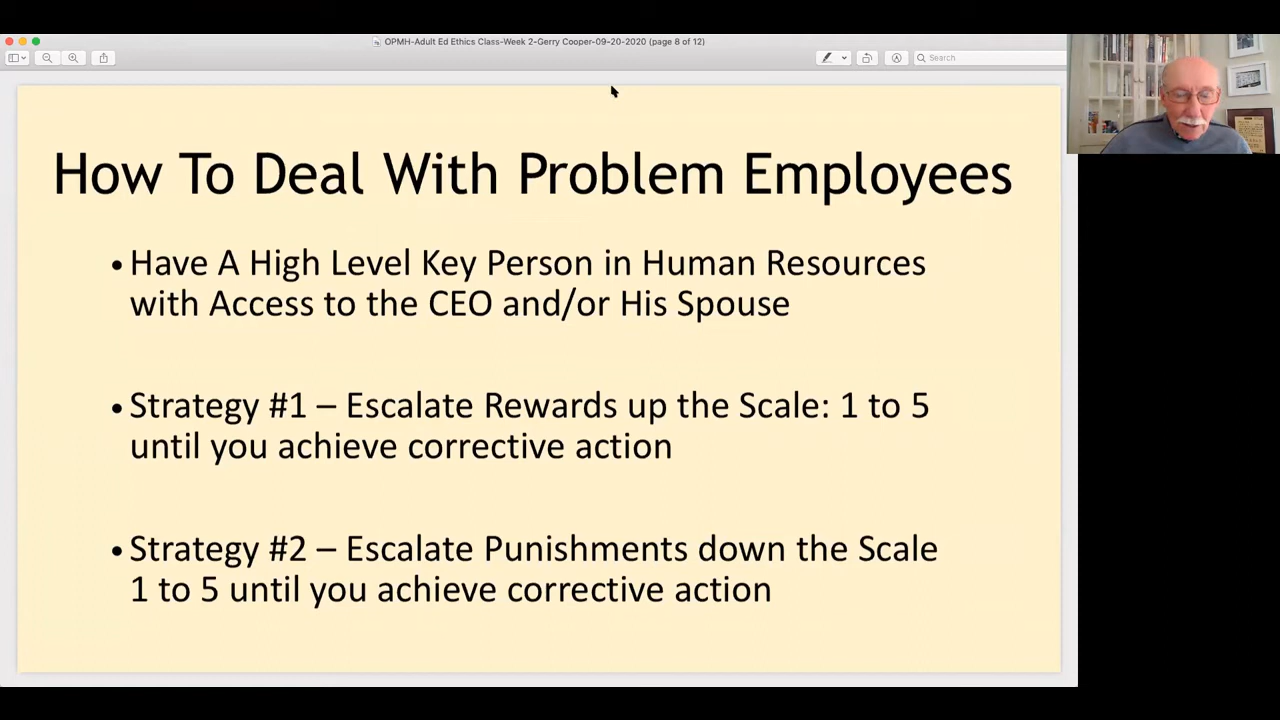 OPMH-Adult Ed Ethics Class-Week 2-Gerry Cooper-09-20-2020 (page 8 of 12)
Search
How To Deal With Problem Employees
• Have A High Level Key Person in Human Resources
with Access to the CEO and/or His Spouse
• Strategy #1 – Escalate Rewards up the Scale: 1 to 5
until you achieve corrective action
• Strategy #2 – Escalate Punishments down the Scale
1 to 5 until you achieve corrective action